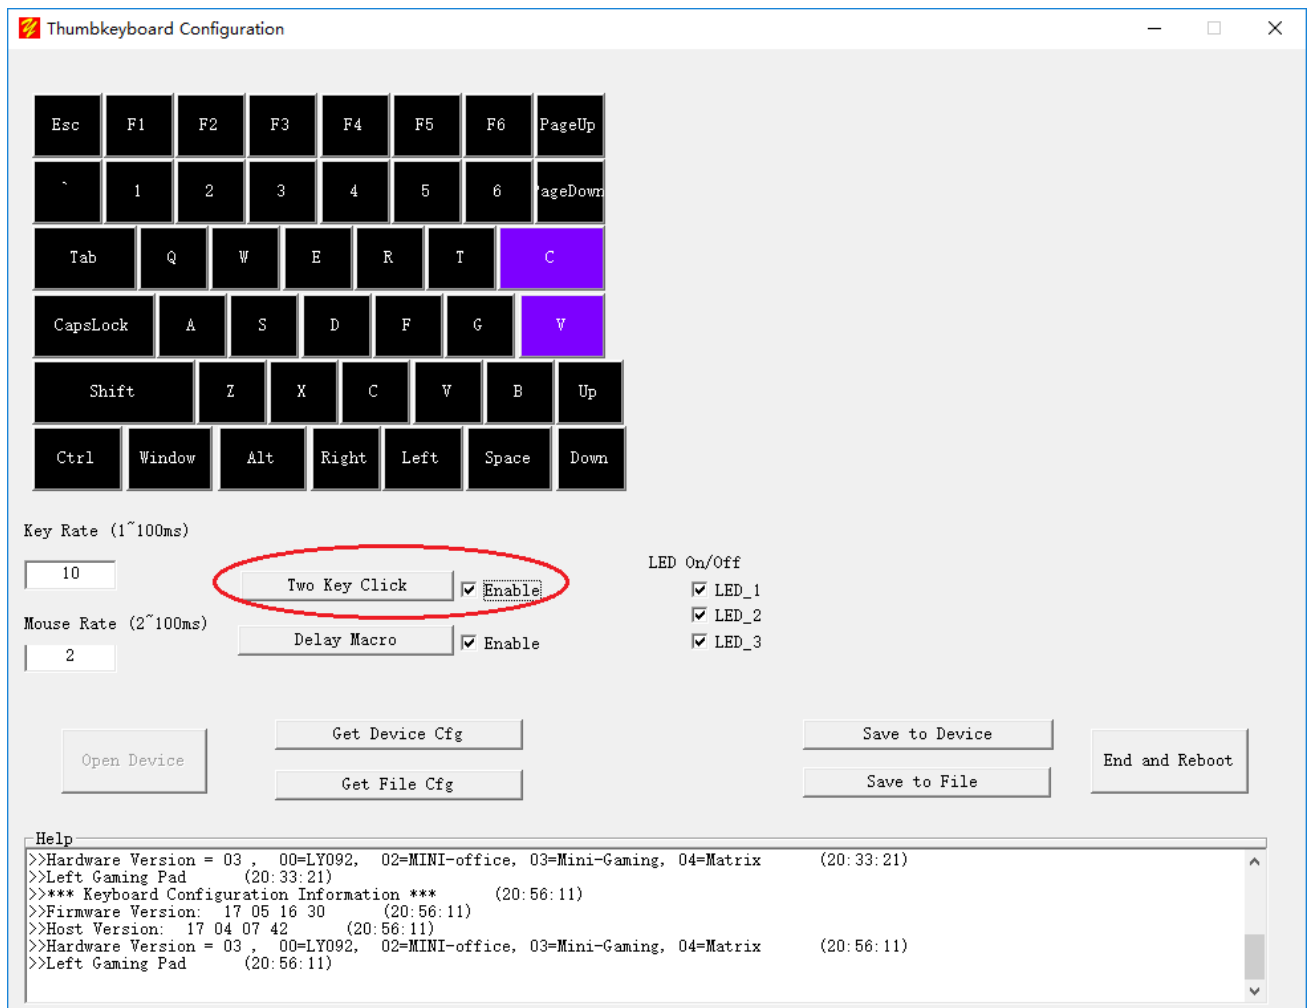 Thumbkeyboard Configuration
Esc F1 F2 F3 F4 F5 F6 PageUp
` 1 2 3 4 5 6 PageDown
Tab Q W E R T C
CapsLock A S D F G V
Shift Z X C V B Up
Ctrl Window Alt Right Left Space Down
Key Rate (1~100ms)
10
Two Key Click Enable
Mouse Rate (2~100ms)
2
Delay Macro Enable
LED On/Off
LED_1
LED_2
LED_3
Open Device
Get Device Cfg
Get File Cfg
Save to Device
Save to File
End and Reboot
Help
>>Hardware Version = 03 , 00=LY092, 02=MINI-office, 03=Mini-Gaming, 04=Matrix (20:33:21)
>>Left Gaming Pad (20:33:21)
>>*** Keyboard Configuration Information *** (20:56:11)
>>Firmware Version: 17 05 16 30 (20:56:11)
>>Host Version: 17 04 07 42 (20:56:11)
>>Hardware Version = 03 , 00=LY092, 02=MINI-office, 03=Mini-Gaming, 04=Matrix (20:56:11)
>>Left Gaming Pad (20:56:11)